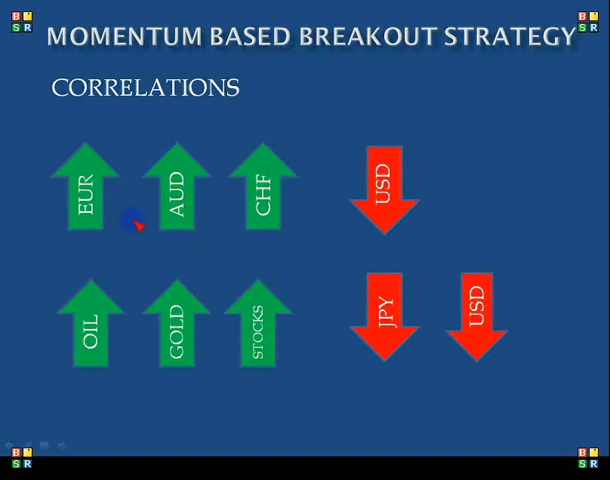 MOMENTUM BASED BREAKOUT STRATEGY
CORRELATIONS
EUR
AUD
CHF
USD
OIL
GOLD
STOCKS
JPY
USD
B
S R
B
S R
B
S R
B
S R